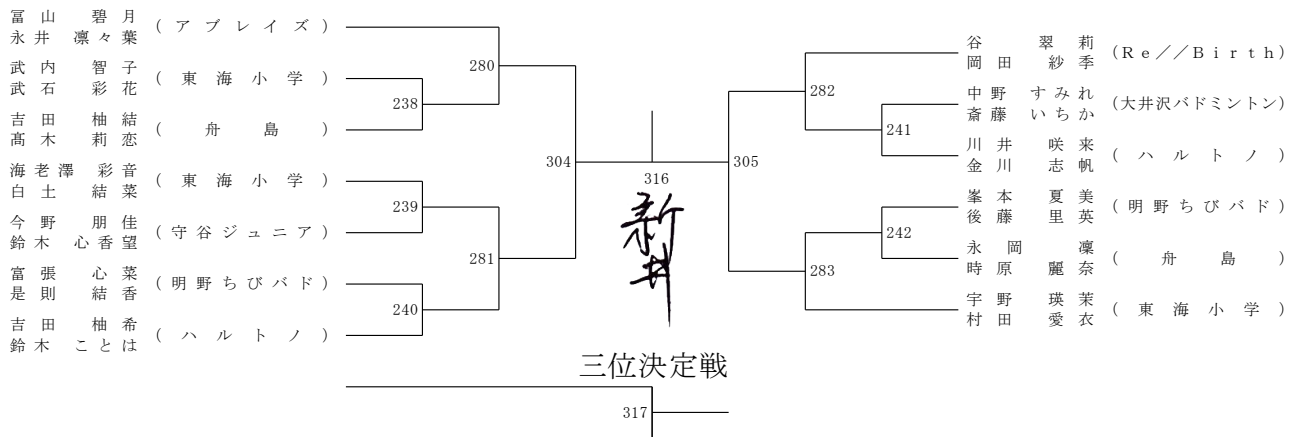 冨山 碧月
永井 凛々葉
(アブレイズ)
武内 智子
武石 彩花
(東海小学)
吉田 柚結
髙木 莉恋
(舟島)
海老澤 彩音
白土 結菜
(東海小学)
今野 朋佳
鈴木 心香望
(守谷ジュニア)
富張 心菜
是則 結香
(明野ちびバド)
吉田 柚希
鈴木 ことは
(ハルトノ)
280
238
304
239
281
240
316
新井
305
282
241
242
283
谷 翠莉
岡田 紗季
(Re//Birth)
中野 すみれ
斎藤 いちか
(大井沢バドミントン)
川井 咲来
金川 志帆
(ハルトノ)
峯本 夏美
後藤 里英
(明野ちびバド)
永岡 凜
時原 麗奈
(舟島)
宇野 瑛茉
村田 愛衣
(東海小学)
三位決定戦
317